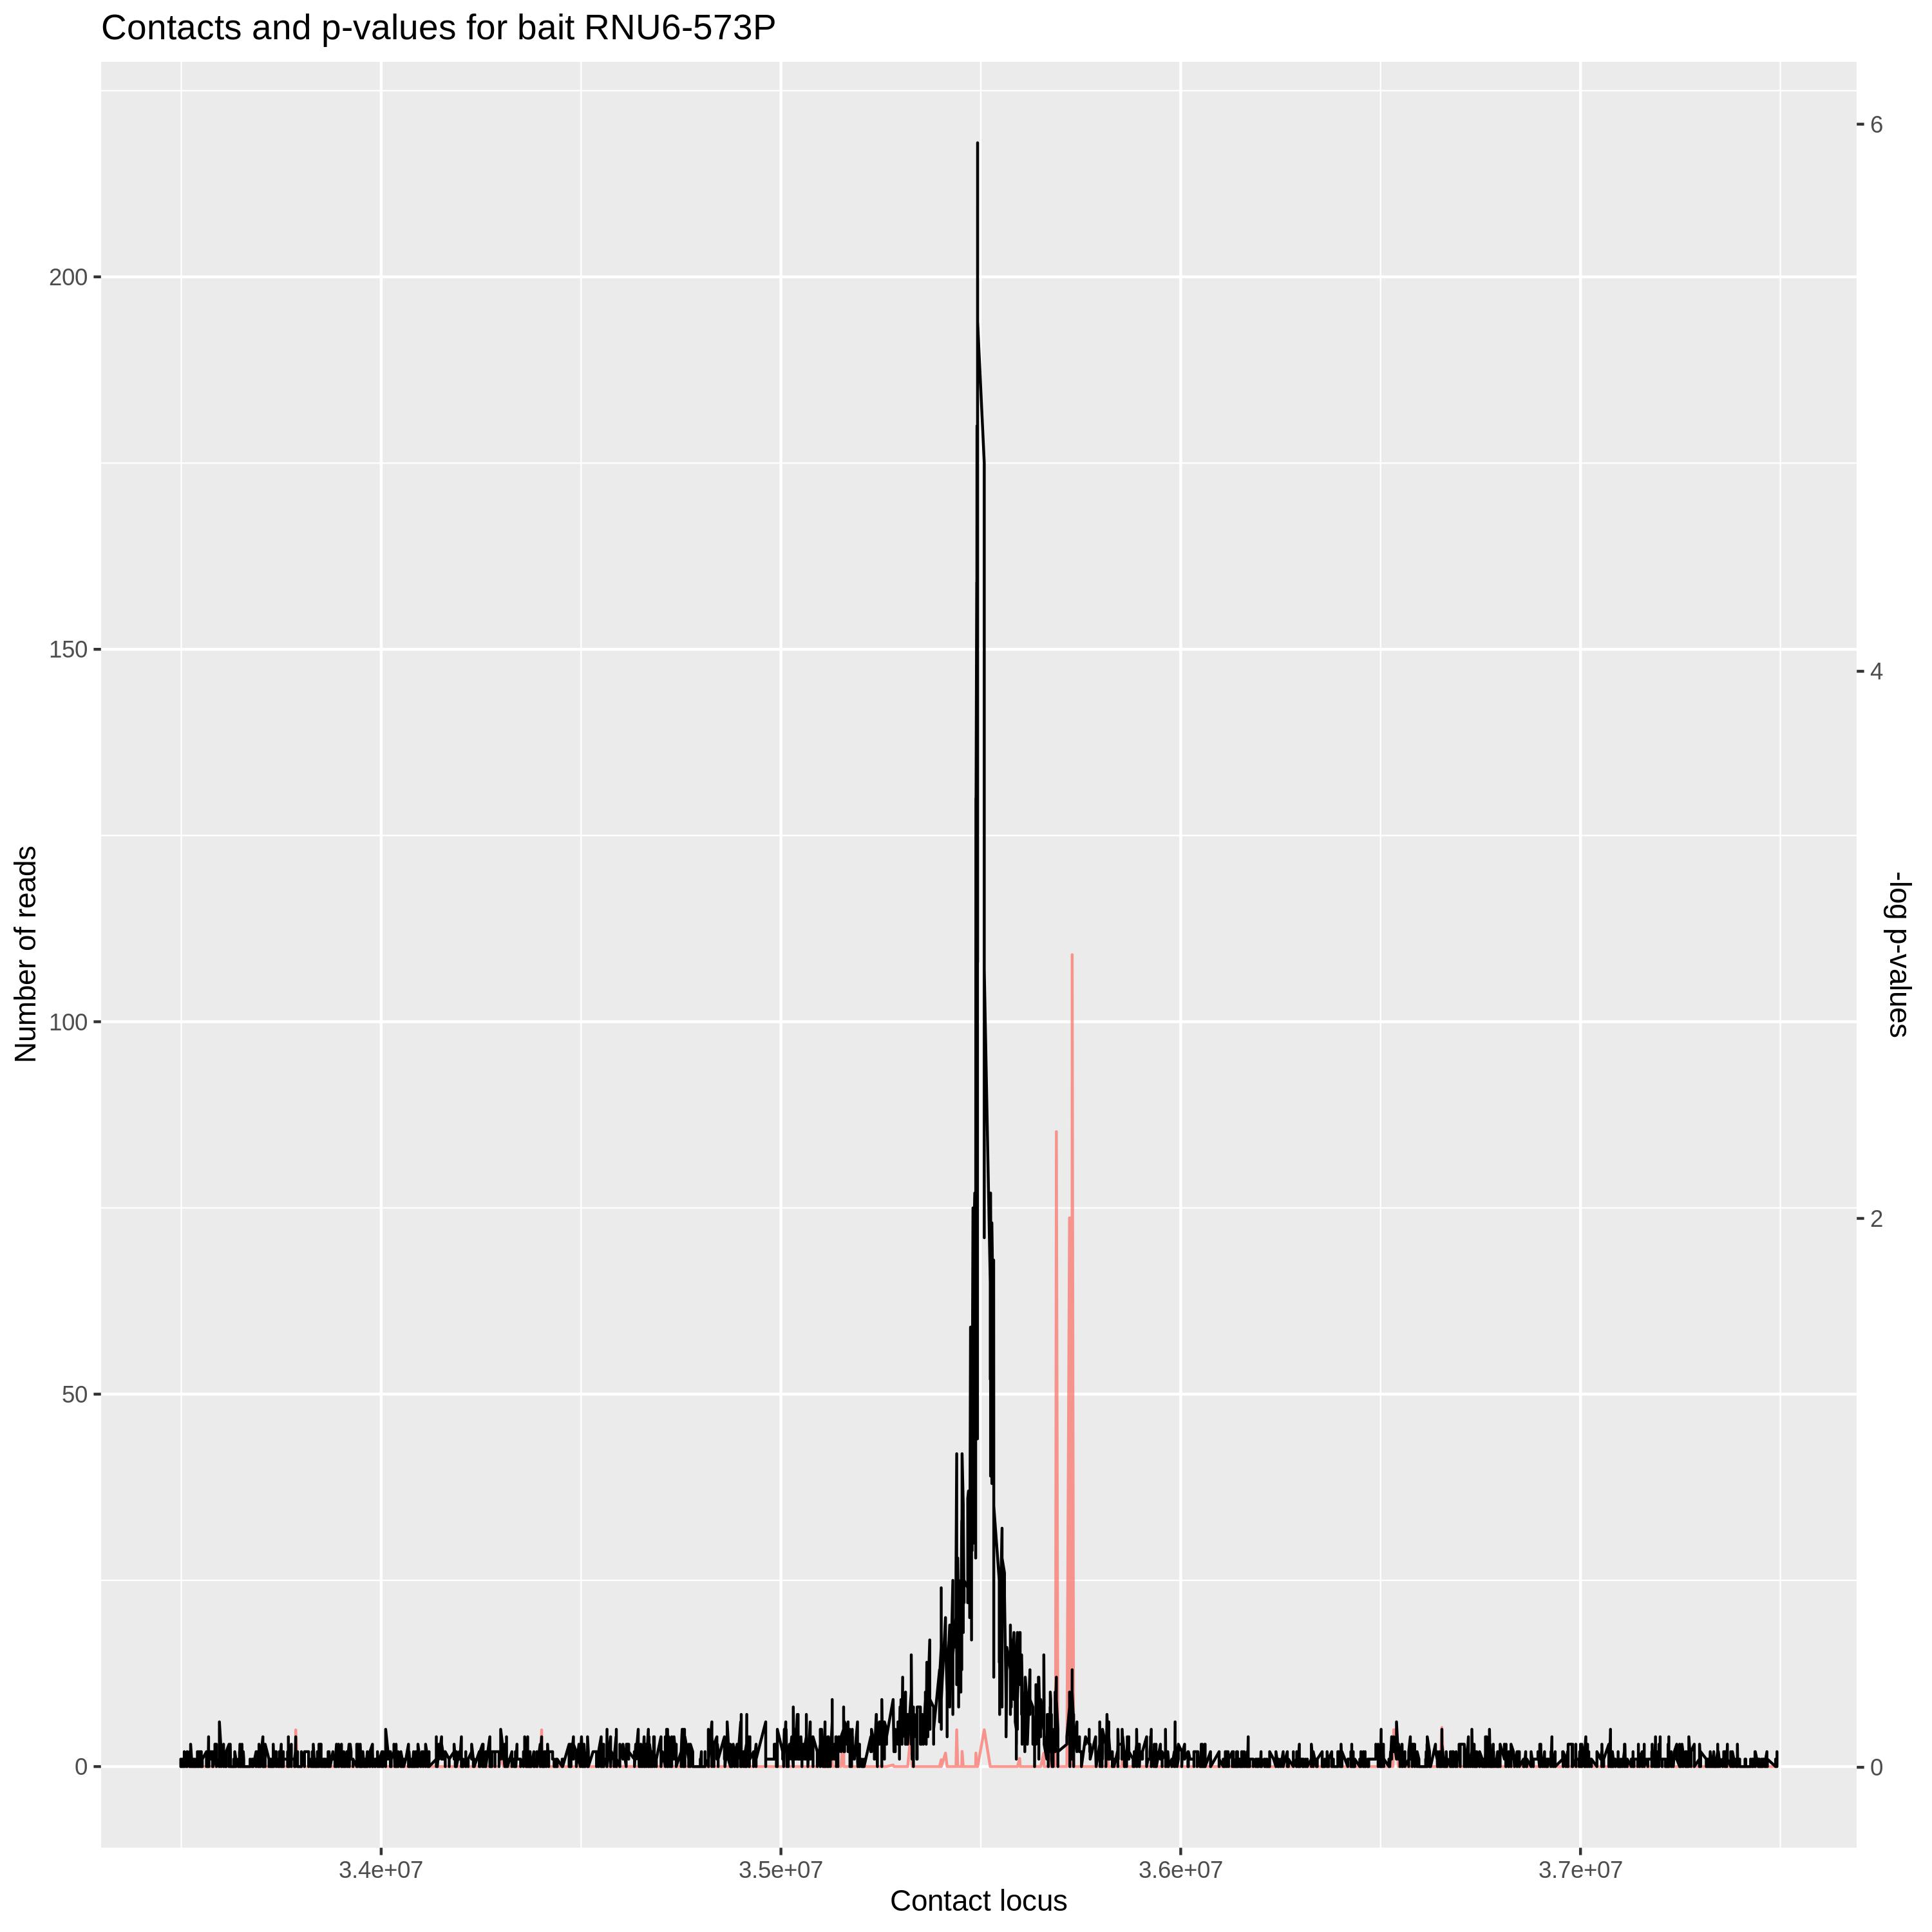 Contacts and p-values for bait RNU6-573P
Number of reads
200
150
100
50
0
6
4
2
0
-log p-values
3.4e+07
3.5e+07
3.6e+07
3.7e+07
Contact locus